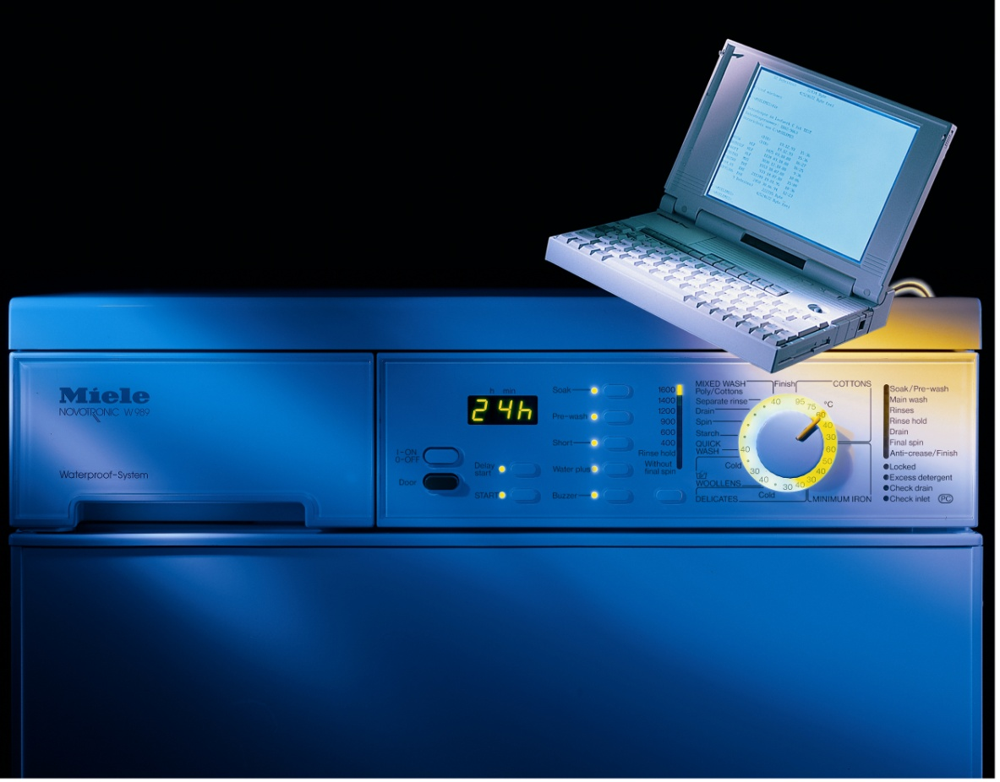 Miele
NOVOTRONIC W 989
Waterproof-System
I-ON
0-OFF
Door
h min
24h
Delay
start
START
Soak
Pre-wash
Short
Water plus
Buzzer
1600
1400
1200
900
600
400
Rinse hold
Without
final spin
MIXED WASH
Poly/Cottons
Separate rinse
Drain
Spin
Starch
QUICK
WASH
Cold
WOOLLENS
DELICATES
Finish
COTTONS
°C
40
95
75
60
40
30
60
50
40
30
40
30
Cold
40
30
40
MINIMUM IRON
Soak/Pre-wash
Main wash
Rinses
Rinse hold
Drain
Final spin
Anti-crease/Finish
Locked
Excess detergent
Check drain
Check inlet
PC